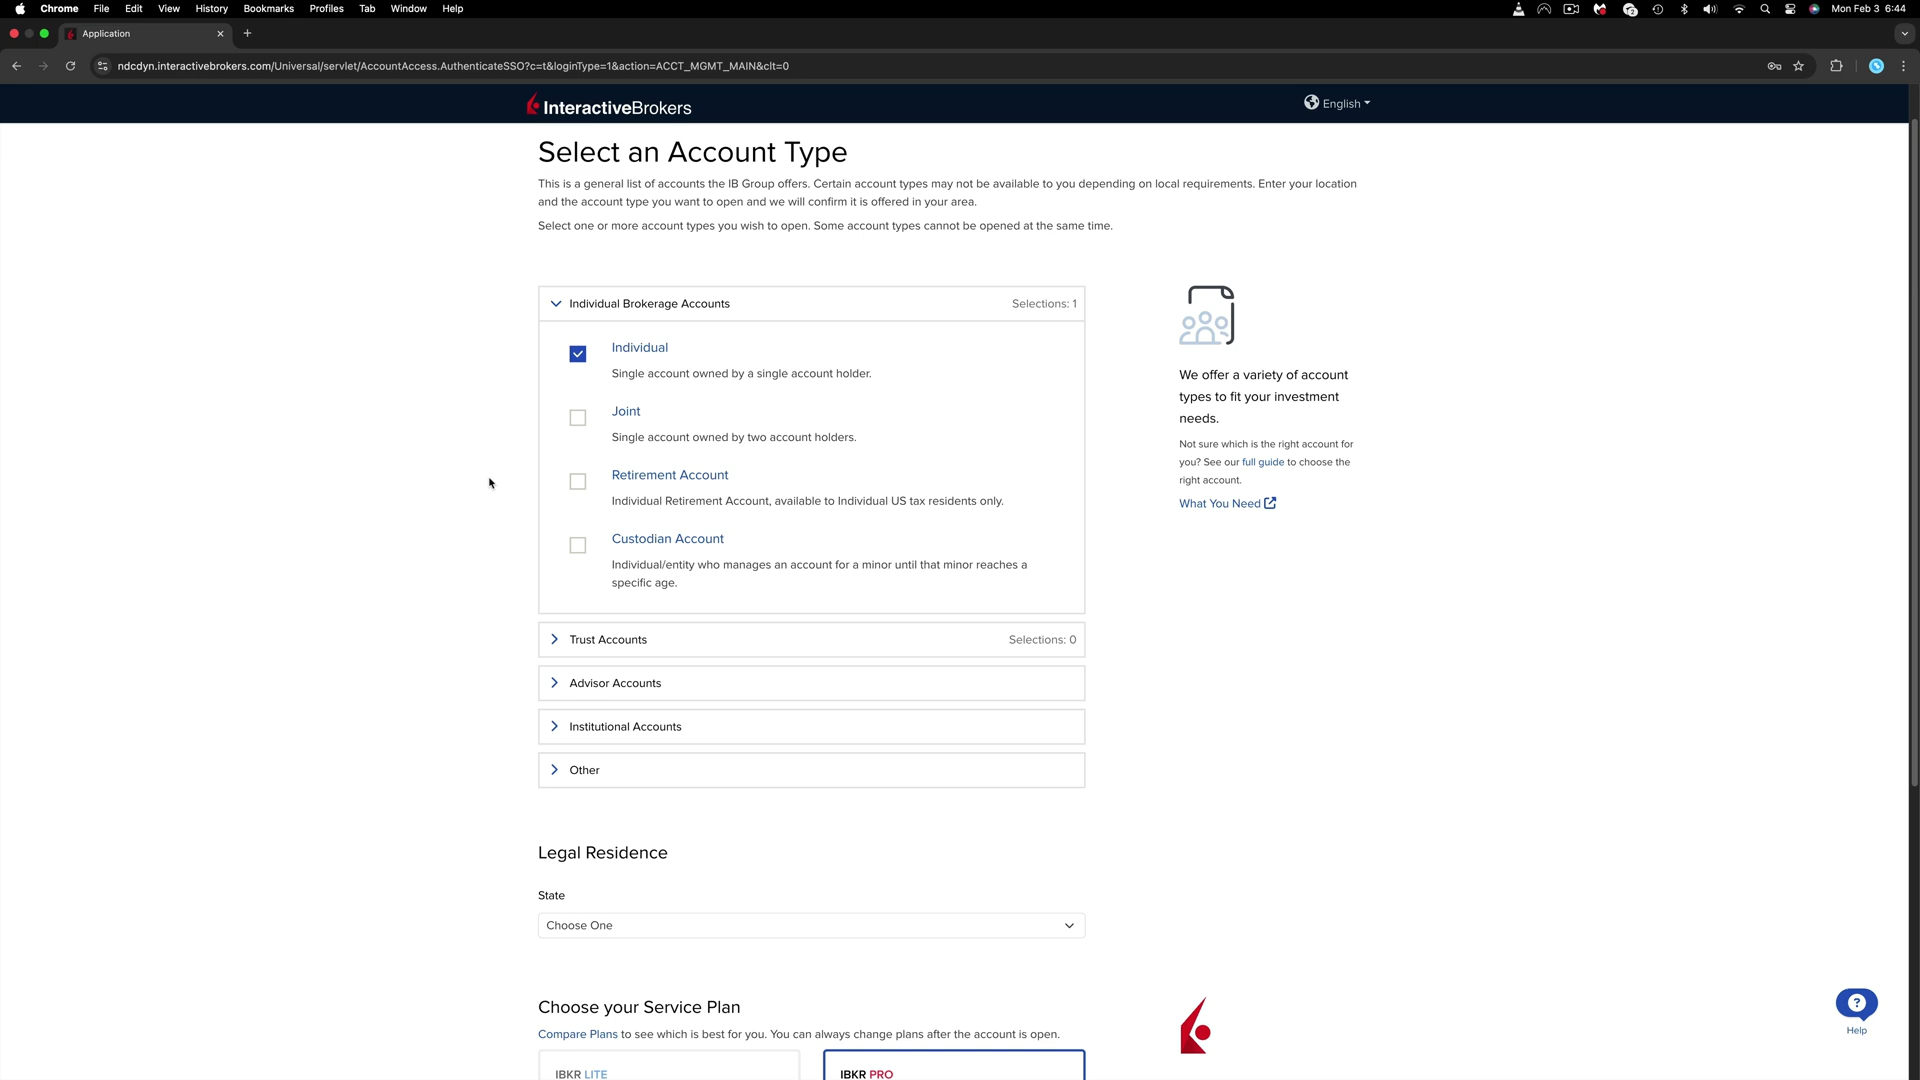 Chrome File Edit View History Bookmarks Profiles Tab Window Help
Mon Feb 3 6:44
Application
ndcdyn.interactivebrokers.com/Universal/servlet/AccountAccess.AuthenticateSSO?c=t&loginType=1&action=ACCT_MGMT_MAIN&clt=0
InteractiveBrokers
English
Select an Account Type
This is a general list of accounts the IB Group offers. Certain account types may not be available to you depending on local requirements. Enter your location
and the account type you want to open and we will confirm it is offered in your area.
Select one or more account types you wish to open. Some account types cannot be opened at the same time.
Individual Brokerage Accounts
Selections: 1
Individual
Single account owned by a single account holder.
Joint
Single account owned by two account holders.
Retirement Account
Individual Retirement Account, available to Individual US tax residents only.
Custodian Account
Individual/entity who manages an account for a minor until that minor reaches a
specific age.
Trust Accounts
Selections: 0
Advisor Accounts
Institutional Accounts
Other
We offer a variety of account
types to fit your investment
needs.
Not sure which is the right account for
you? See our full guide to choose the
right account.
What You Need
Legal Residence
State
Choose One
Choose your Service Plan
Compare Plans to see which is best for you. You can always change plans after the account is open.
IBKR LITE
IBKR PRO
?
Help